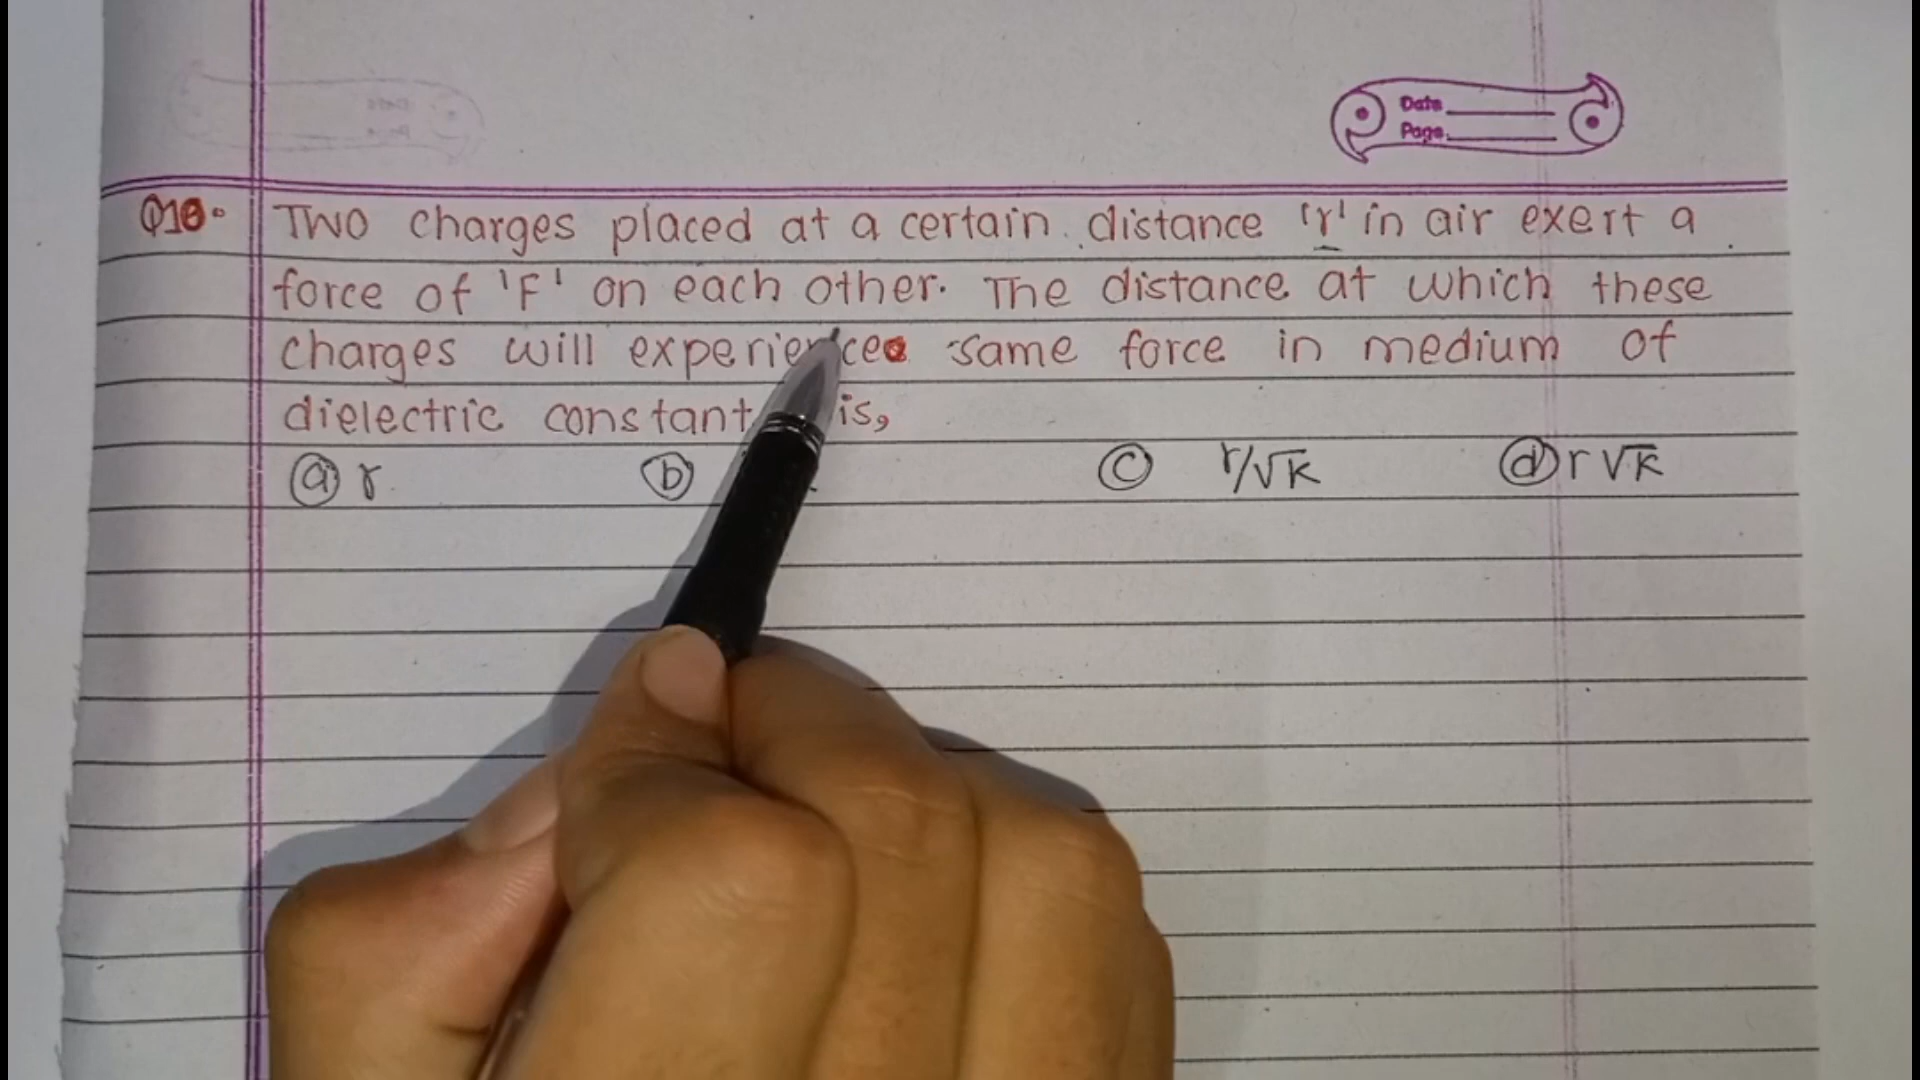 Date
Page
Q10. Two charges placed at a certain distance 'r' in air exert a
force of 'F' on each other. The distance at which these
charges will experience same force in medium of
dielectric constant is,
(a) r (b) (c) r/√K (d) r√K